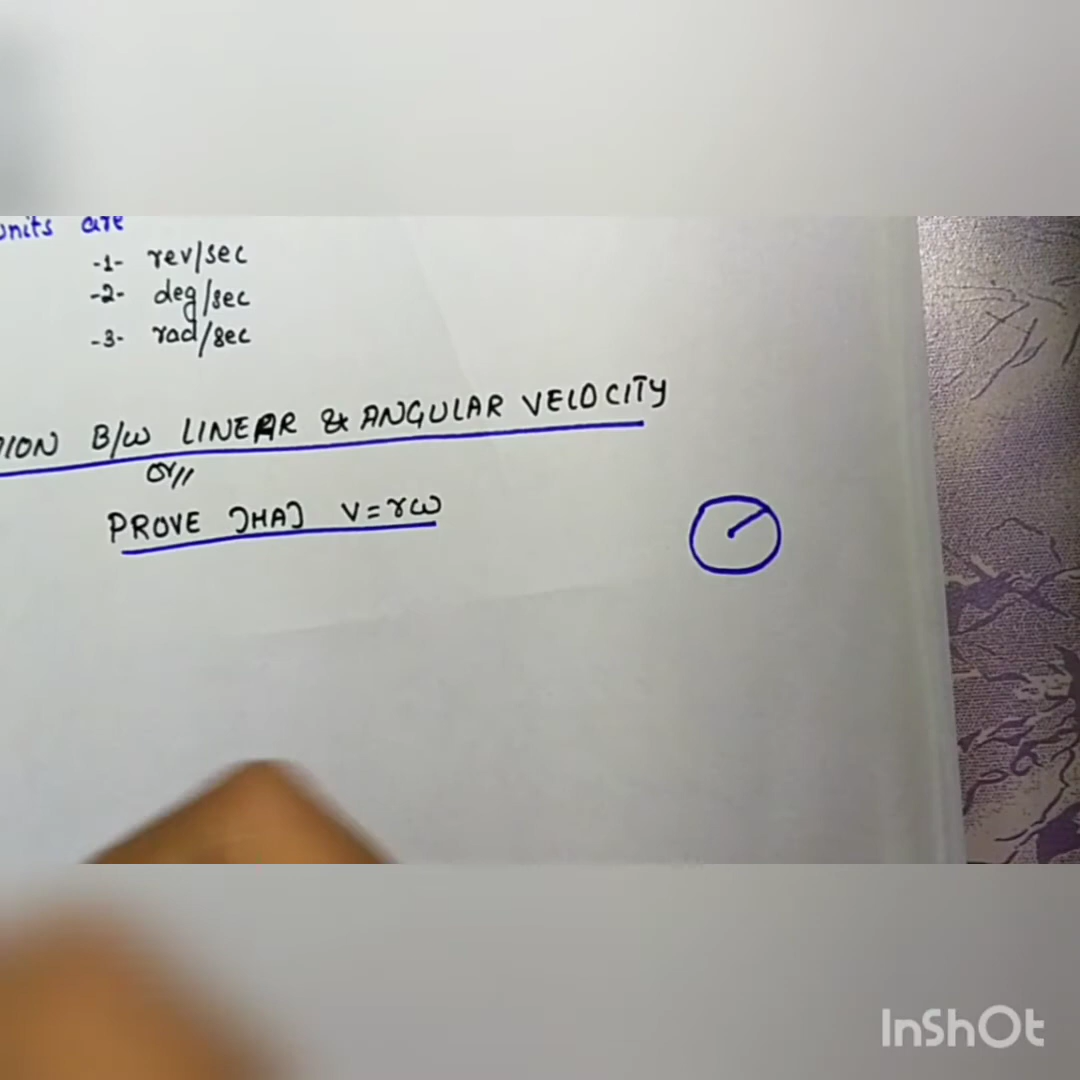 units are
-1- rev/sec
-2- deg/sec
-3- rad/sec
B/W LINEAR & ANGULAR VELOCITY
or//
PROVE THAT V=rω
InShOt